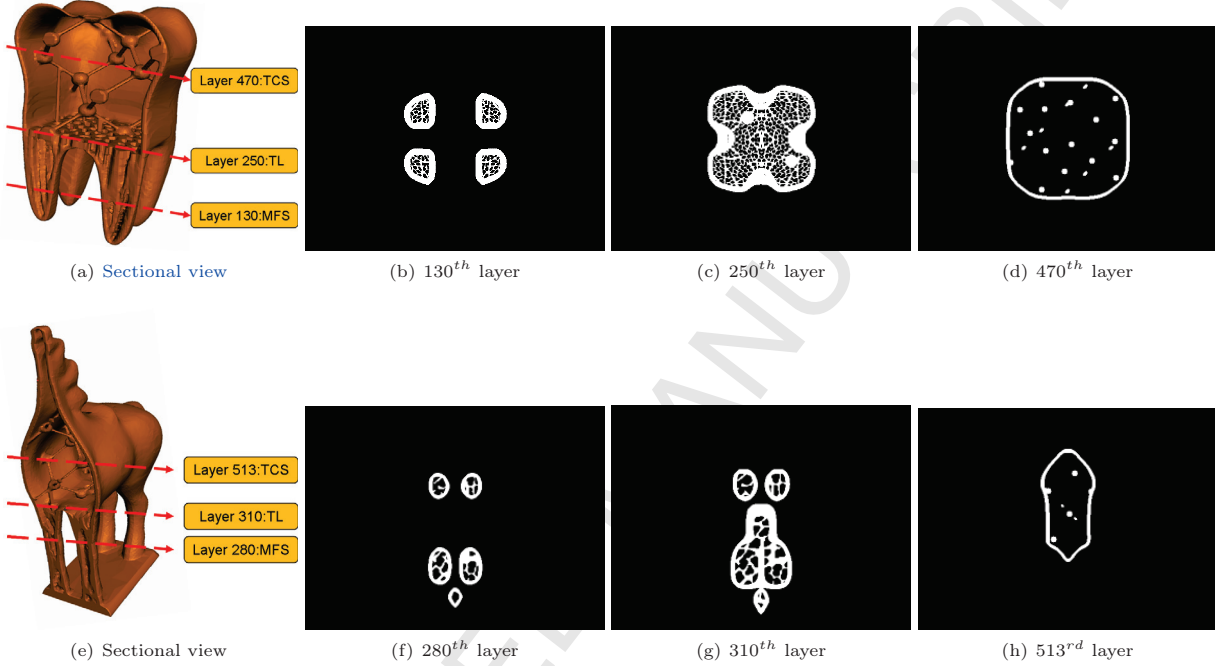 Layer 470:TCS
Layer 250:TL
Layer 130:MFS
(a) Sectional view
(b) 130th layer
(c) 250th layer
(d) 470th layer
Layer 513:TCS
Layer 310:TL
Layer 280:MFS
(e) Sectional view
(f) 280th layer
(g) 310th layer
(h) 513rd layer